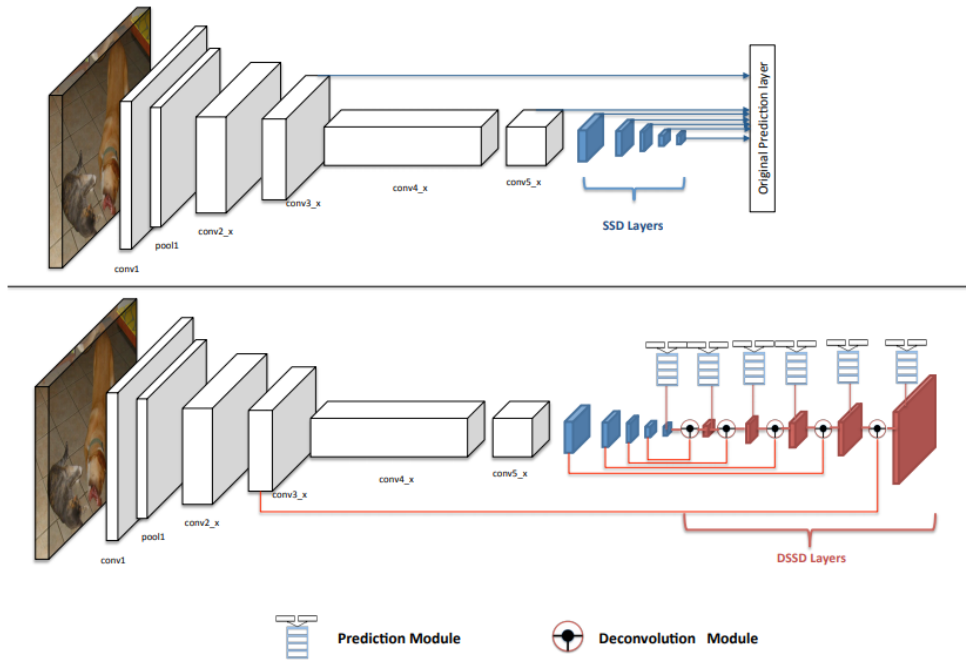 Original Prediction layer
conv1
pool1
conv2_x
conv3_x
conv4_x
conv5_x
SSD Layers
conv1
pool1
conv2_x
conv3_x
conv4_x
conv5_x
DSSD Layers
Prediction Module
Deconvolution Module